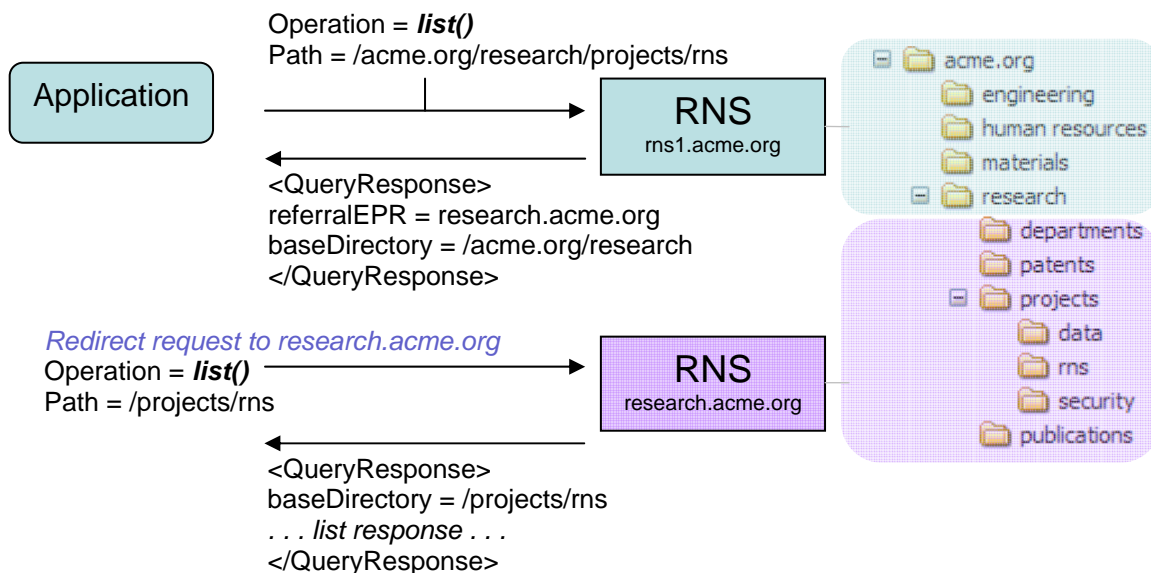 Operation = list()
Path = /acme.org/research/projects/rns
Application
RNS
rns1.acme.org
<QueryResponse>
referralEPR = research.acme.org
baseDirectory = /acme.org/research
</QueryResponse>
acme.org
engineering
human resources
materials
research
departments
patents
projects
data
rns
security
publications
Redirect request to research.acme.org
Operation = list()
Path = /projects/rns
RNS
research.acme.org
<QueryResponse>
baseDirectory = /projects/rns
. . . list response . . .
</QueryResponse>